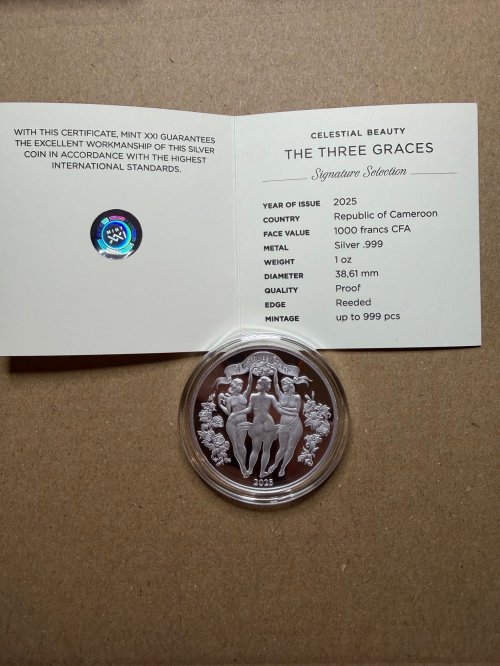 WITH THIS CERTIFICATE, MINT XXI GUARANTEES
THE EXCELLENT WORKMANSHIP OF THIS SILVER
COIN IN ACCORDANCE WITH THE HIGHEST
INTERNATIONAL STANDARDS.
MINT
XXI
CELESTIAL BEAUTY
THE THREE GRACES
Signature Selection
YEAR OF ISSUE 2025
COUNTRY Republic of Cameroon
FACE VALUE 1000 francs CFA
METAL Silver .999
WEIGHT 1 oz
DIAMETER 38,61 mm
QUALITY Proof
EDGE Reeded
MINTAGE up to 999 pcs
2025